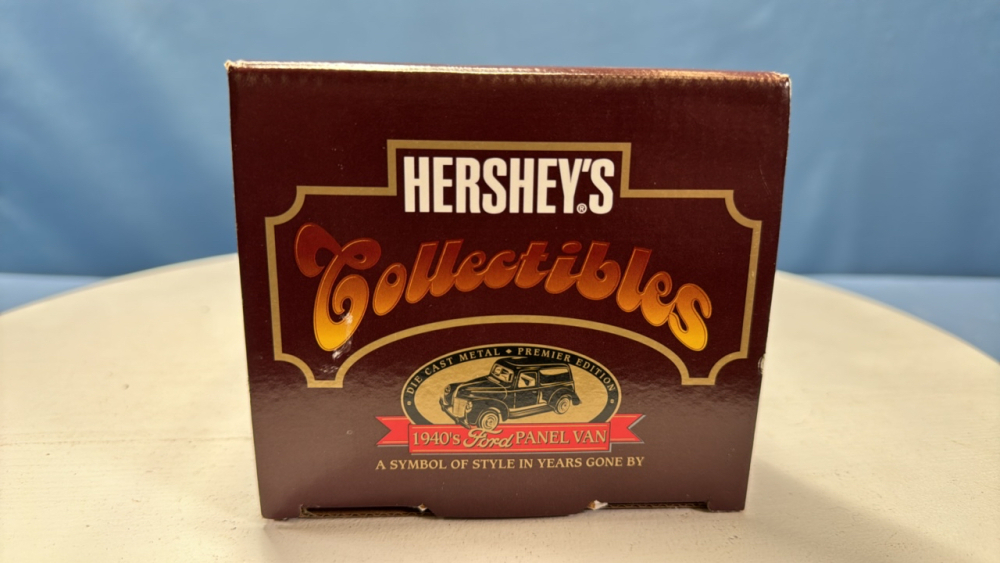 HERSHEY'S®
Collectibles
• DIE CAST METAL ◆ PREMIER EDITION •
1940's Ford PANEL VAN
A SYMBOL OF STYLE IN YEARS GONE BY